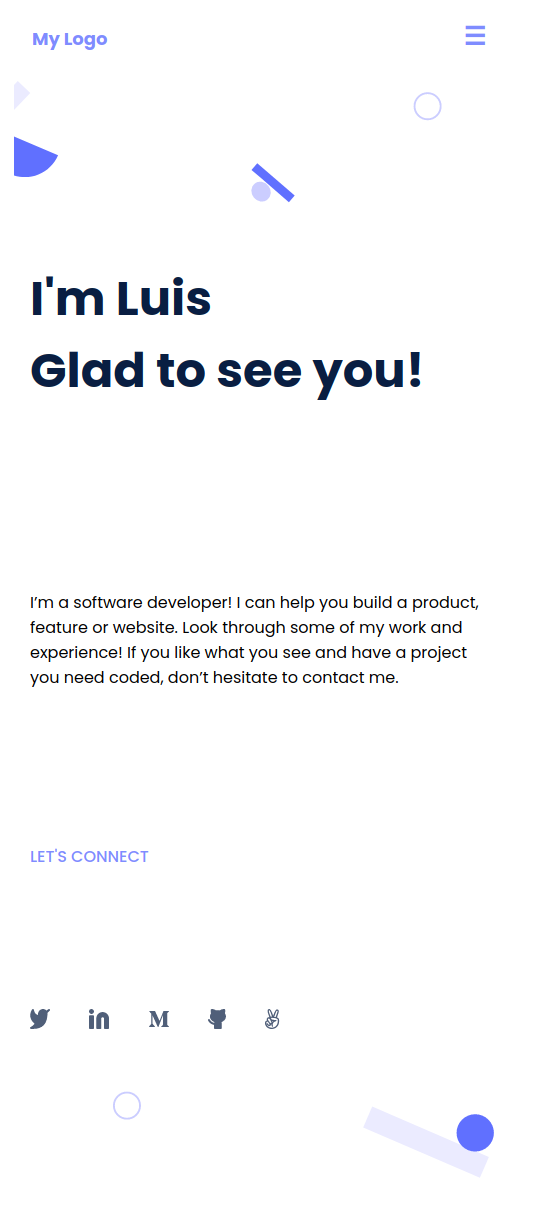 My Logo
I'm Luis
Glad to see you!
I’m a software developer! I can help you build a product,
feature or website. Look through some of my work and
experience! If you like what you see and have a project
you need coded, don’t hesitate to contact me.
LET'S CONNECT